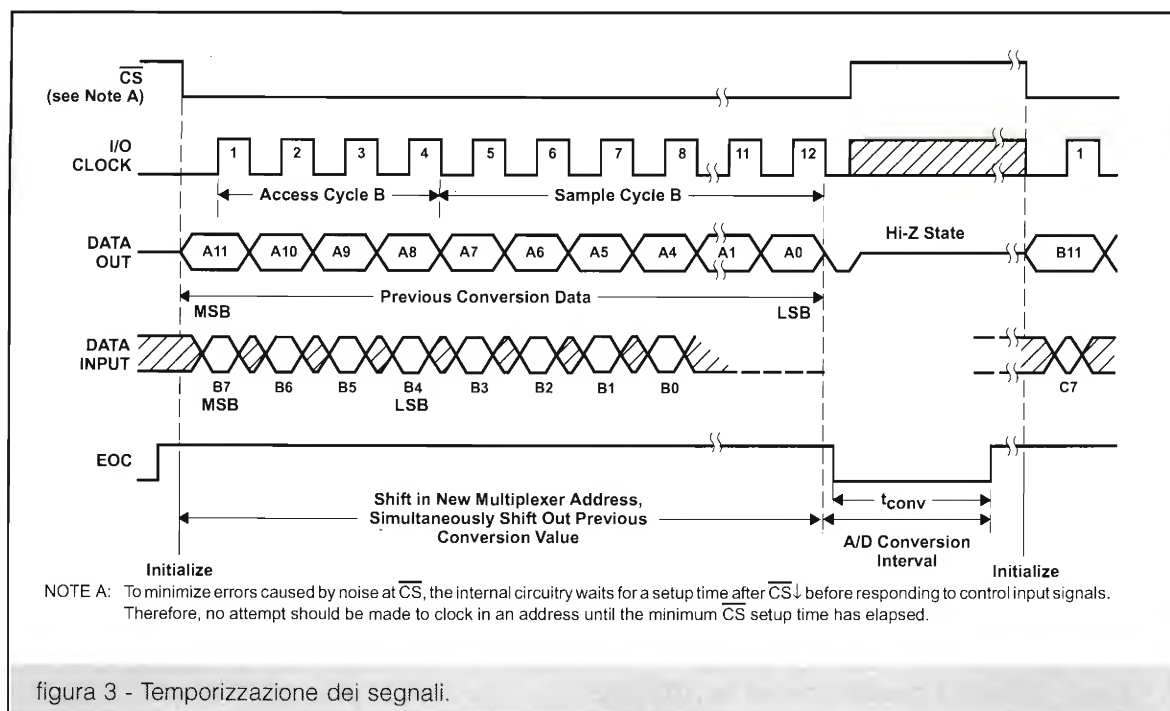 CS
(see Note A)
I/O
CLOCK
1 2 3 4 5 6 7 8 11 12 1
Access Cycle B Sample Cycle B
DATA
OUT
A11 A10 A9 A8 A7 A6 A5 A4 A1 A0 Hi-Z State B11
Previous Conversion Data
MSB LSB
DATA
INPUT
B7 B6 B5 B4 B3 B2 B1 B0 C7
MSB LSB
EOC
Shift in New Multiplexer Address,
Simultaneously Shift Out Previous
Conversion Value
tconv
A/D Conversion
Interval
Initialize Initialize
NOTE A: To minimize errors caused by noise at CS, the internal circuitry waits for a setup time after CS↓ before responding to control input signals.
Therefore, no attempt should be made to clock in an address until the minimum CS setup time has elapsed.
figura 3 - Temporizzazione dei segnali.